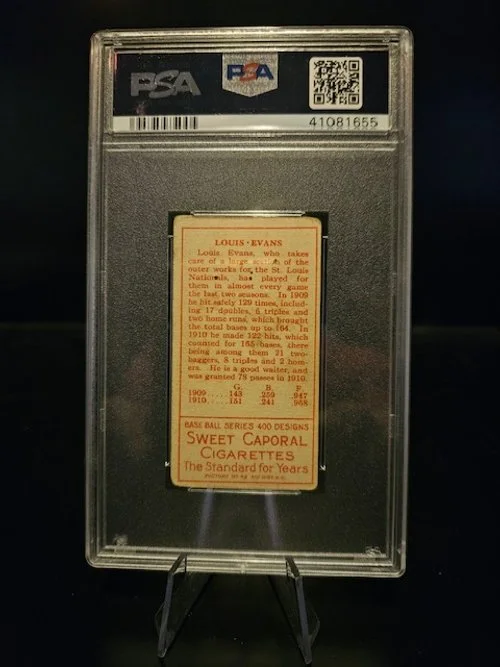 PSA
PSA
41081655
LOUIS · EVANS
Louis Evans, who takes
care of a large section of the
outer works for the St. Louis
Nationals, has played for
them in almost every game
the last two seasons. In 1909
he hit safely 129 times, includ-
ing 17 doubles, 6 triples and
two home runs, which brought
the total bases up to 164. In
1910 he made 122 hits, which
counted for 165 bases, there
being among them 21 two-
baggers, 8 triples and 2 hom-
ers. He is a good waiter, and
was granted 78 passes in 1910.
G. B. F.
1909 .... 143 .259 .947
1910 .... 151 .241 .958
BASE BALL SERIES 400 DESIGNS
SWEET CAPORAL
CIGARETTES
The Standard for Years